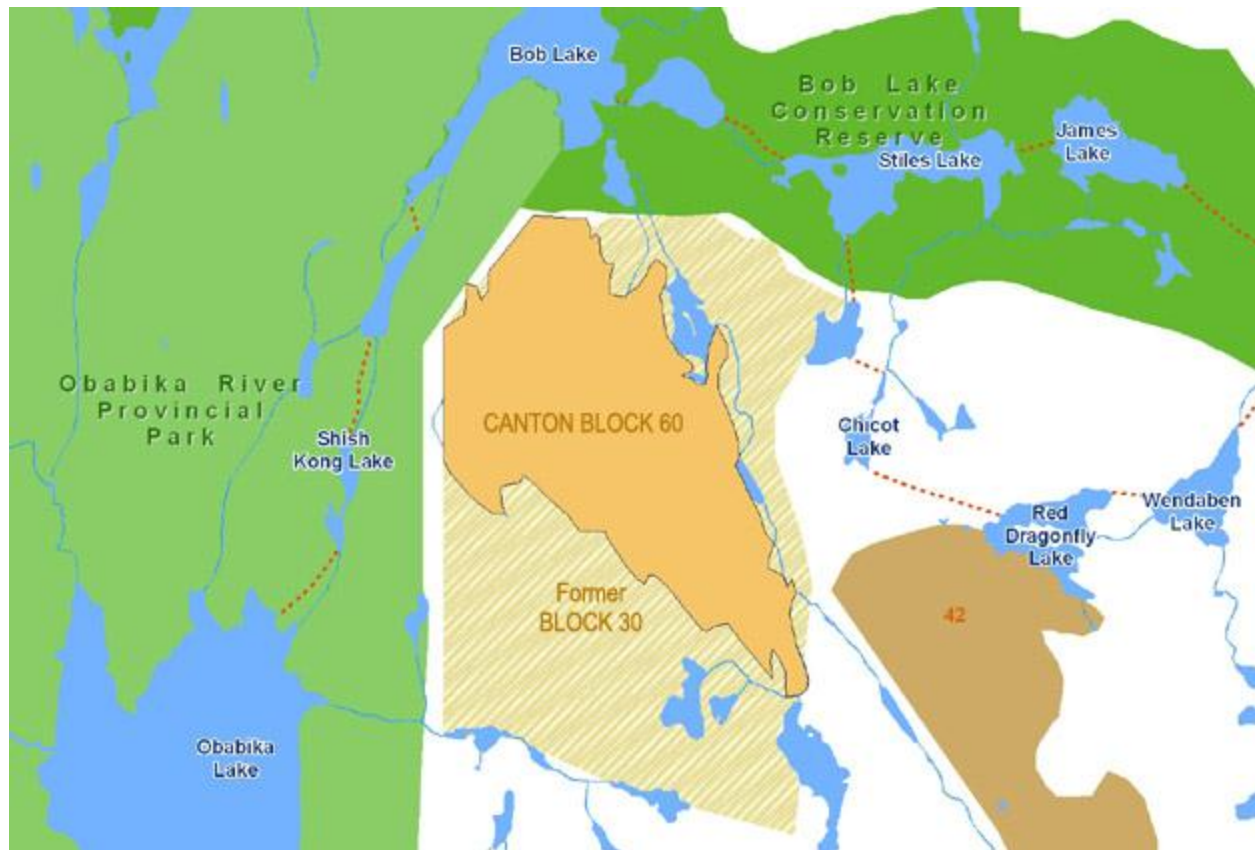 Bob Lake
Bob Lake
Conservation
Reserve
James
Lake
Stiles Lake
Obabika River
Provincial
Park
Shish
Kong Lake
CANTON BLOCK 60
Chicot
Lake
Red
Dragonfly
Lake
Wendaben
Lake
Former
BLOCK 30
42
Obabika
Lake